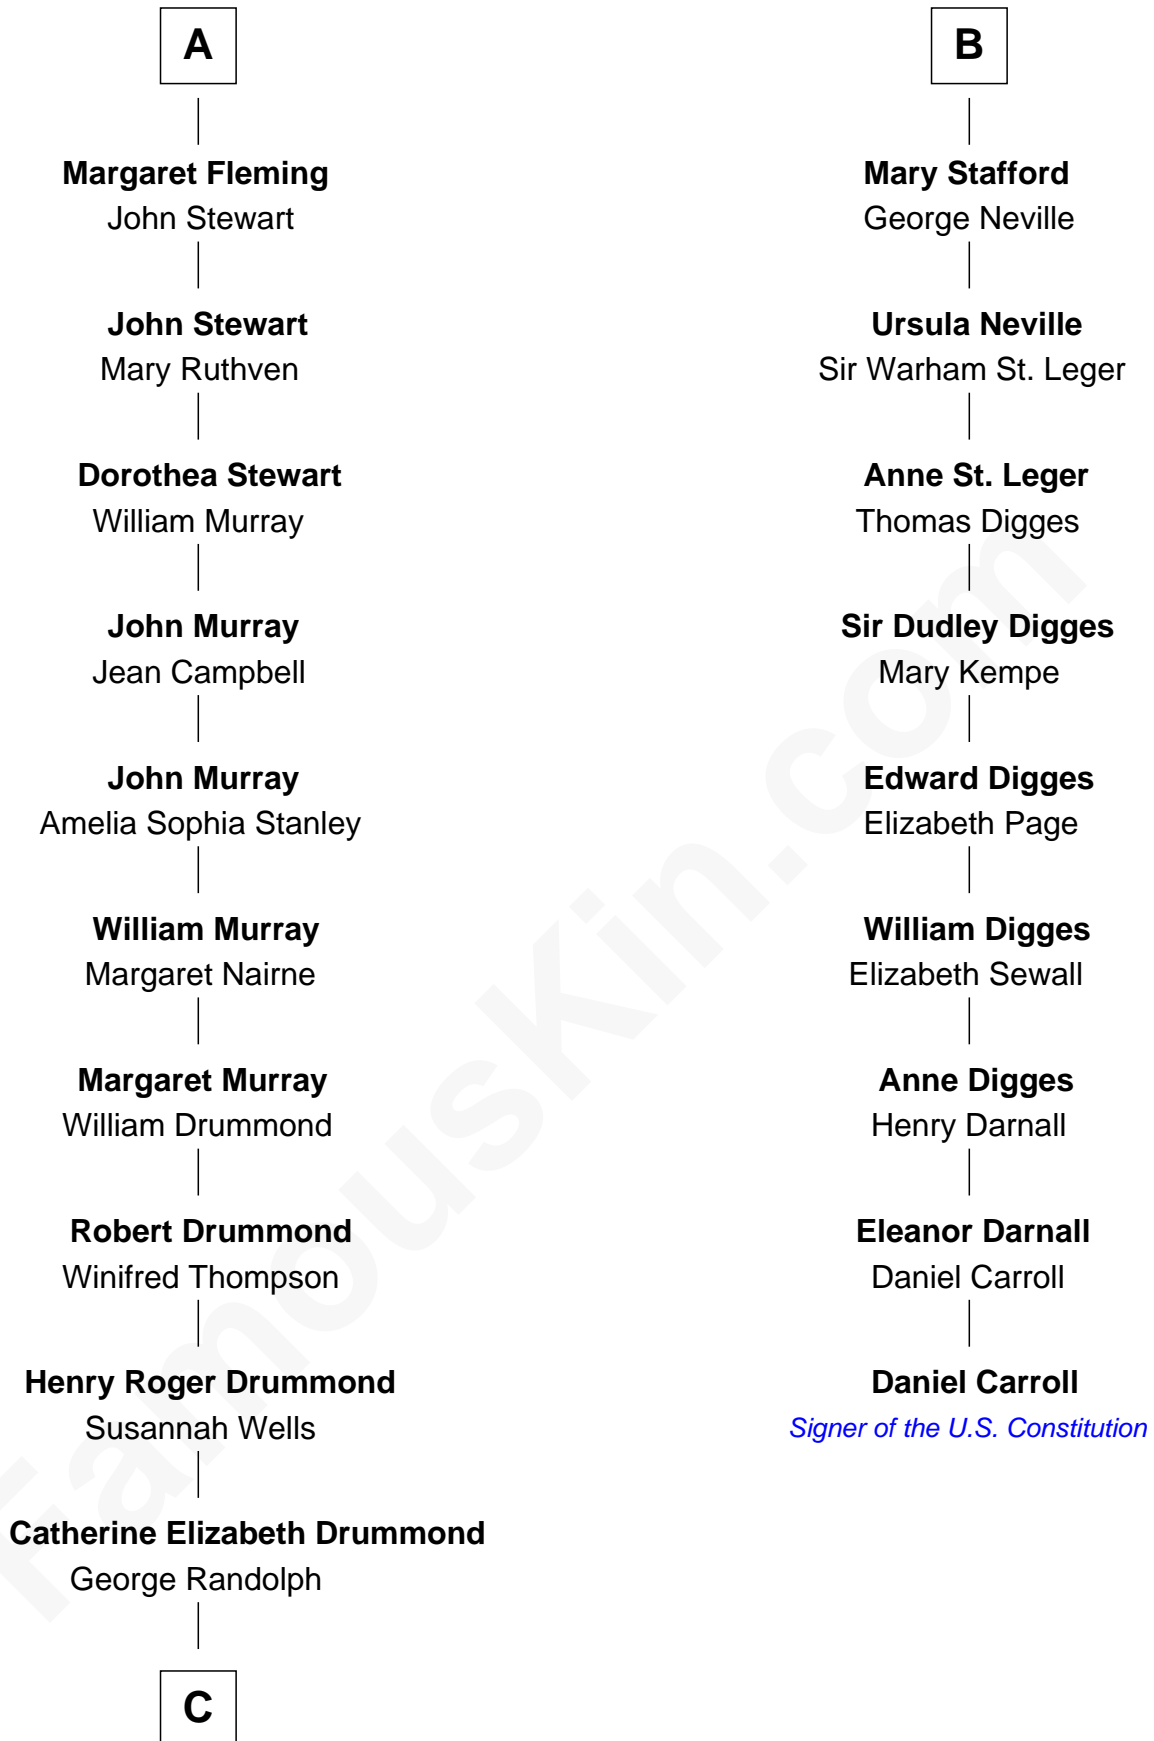 A
Margaret Fleming
John Stewart
John Stewart
Mary Ruthven
Dorothea Stewart
William Murray
John Murray
Jean Campbell
John Murray
Amelia Sophia Stanley
William Murray
Margaret Nairne
Margaret Murray
William Drummond
Robert Drummond
Winifred Thompson
Henry Roger Drummond
Susannah Wells
Catherine Elizabeth Drummond
George Randolph
C
B
Mary Stafford
George Neville
Ursula Neville
Sir Warham St. Leger
Anne St. Leger
Thomas Digges
Sir Dudley Digges
Mary Kempe
Edward Digges
Elizabeth Page
William Digges
Elizabeth Sewall
Anne Digges
Henry Darnall
Eleanor Darnall
Daniel Carroll
Daniel Carroll
Signer of the U.S. Constitution
FamousKin.com